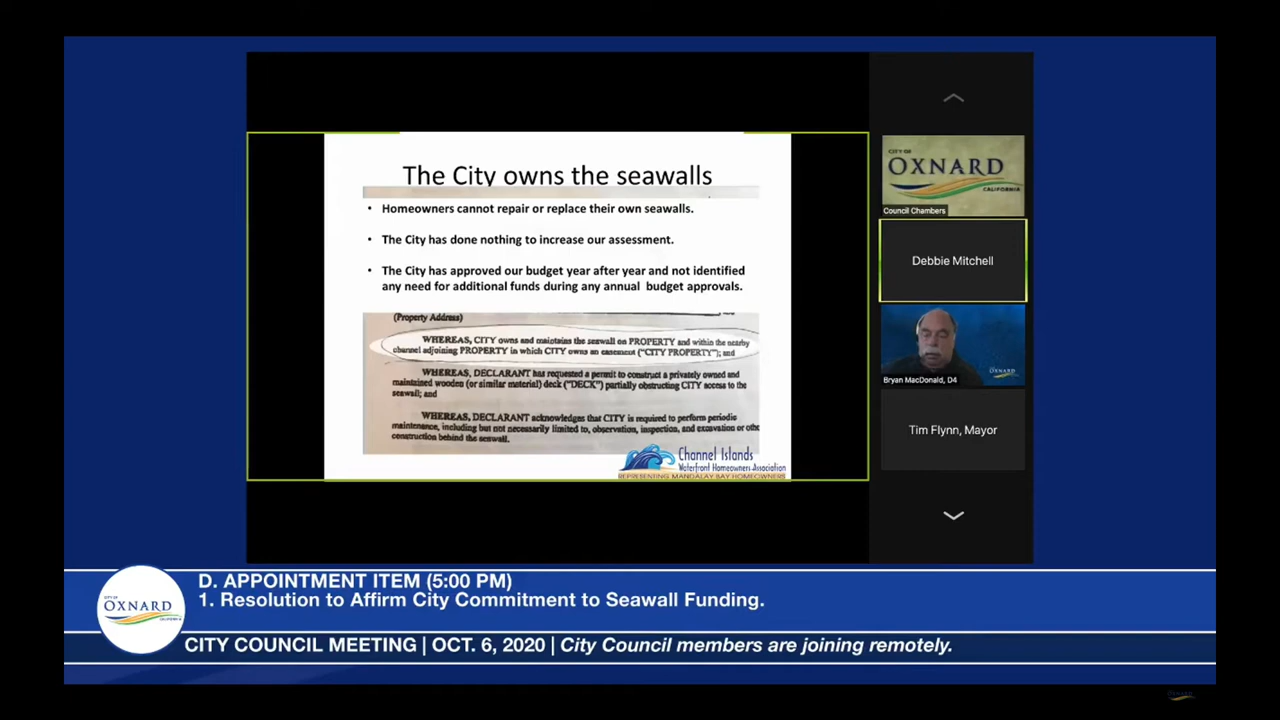 The City owns the seawalls
• Homeowners cannot repair or replace their own seawalls.
• The City has done nothing to increase our assessment.
• The City has approved our budget year after year and not identified
any need for additional funds during any annual budget approvals.
(Property Address)
WHEREAS, CITY owns and maintains the seawall on PROPERTY and within the nearby
channel adjoining PROPERTY in which CITY owns an easement ("CITY PROPERTY"); and
WHEREAS, DECLARANT has requested a permit to construct a privately owned and
maintained wooden (or similar material) deck ("DECK") partially obstructing CITY access to the
seawall; and
WHEREAS, DECLARANT acknowledges that CITY is required to perform periodic
maintenance, including but not necessarily limited to, observation, inspection, and excavation or othe
construction behind the seawall.
Channel Islands
Waterfront Homeowners Association
REPRESENTING MANDALAY BAY HOMEOWNERS
CITY OF
OXNARD
CALIFORNIA
Council Chambers
Debbie Mitchell
OXNARD
Bryan MacDonald, D4
Tim Flynn, Mayor
CITY OF
OXNARD
CALIFORNIA
D. APPOINTMENT ITEM (5:00 PM)
1. Resolution to Affirm City Commitment to Seawall Funding.
CITY COUNCIL MEETING | OCT. 6, 2020 | City Council members are joining remotely.
OXNARD